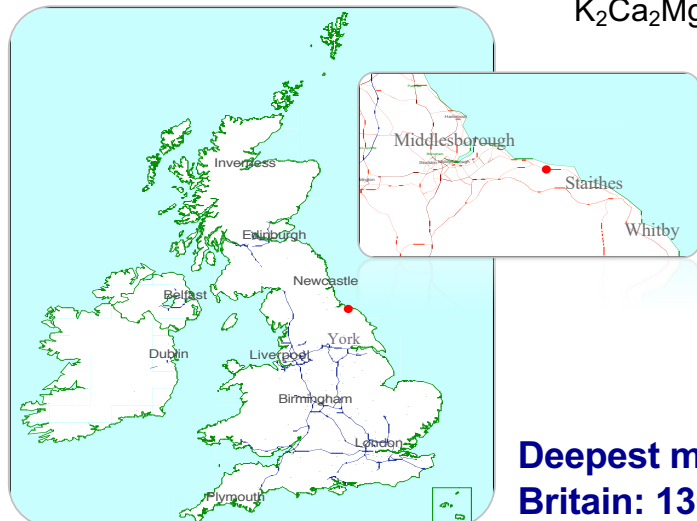 K₂Ca₂Mg
Middlesborough
Staithes
Whitby
Inverness
Edinburgh
Newcastle
Belfast
York
Dublin
Liverpool
Birmingham
London
Plymouth
Deepest m
Britain: 13